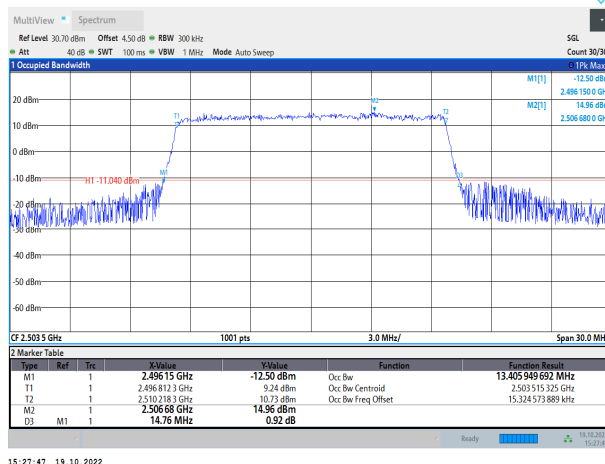 MultiView Spectrum
Ref Level 30.70 dBm Offset 4.50 dB RBW 300 kHz SGL
Att 40 dB SWT 100 ms VBW 1 MHz Mode Auto Sweep Count 30/30
1 Occupied Bandwidth 1Pk Max
M1[1] -12.50 dBm
2.496 150 0 GH
M2[1] 14.96 dBm
2.506 680 0 GH
20 dBm
10 dBm
0 dBm
-10 dBm
-20 dBm
-30 dBm
-40 dBm
-50 dBm
-60 dBm
T1
M2
T2
M1
D3
H1 -11.040 dBm
CF 2.503 5 GHz 1001 pts 3.0 MHz/ Span 30.0 MH
2 Marker Table
Type Ref Trc X-Value Y-Value Function Function Result
M1 1 2.496 15 GHz -12.50 dBm Occ Bw 13.405 949 692 MHz
T1 1 2.496 812 3 GHz 9.24 dBm Occ Bw Centroid 2.503 515 325 GHz
T2 1 2.510 218 3 GHz 10.73 dBm Occ Bw Freq Offset 15.324 573 889 kHz
M2 1 2.506 68 GHz 14.96 dBm
D3 M1 1 14.76 MHz 0.92 dB
Ready 19.10.202
15:27:4
15:27:47 19.10.2022